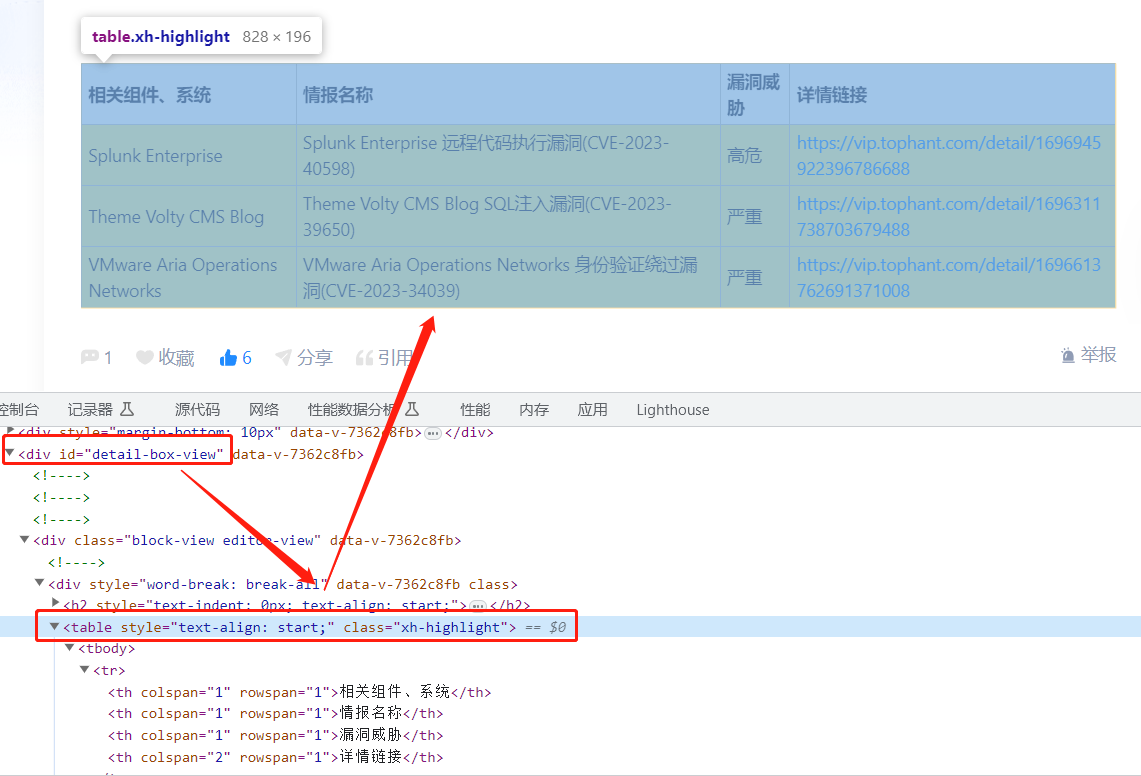 table.xh-highlight 828 × 196
相关组件、系统 情报名称 漏洞威胁 详情链接
Splunk Enterprise Splunk Enterprise 远程代码执行漏洞(CVE-2023-40598) 高危 https://vip.tophant.com/detail/1696945922396786688
Theme Volty CMS Blog Theme Volty CMS Blog SQL注入漏洞(CVE-2023-39650) 严重 https://vip.tophant.com/detail/1696311738703679488
VMware Aria Operations Networks VMware Aria Operations Networks 身份验证绕过漏洞(CVE-2023-34039) 严重 https://vip.tophant.com/detail/1696613762691371008
1 收藏 6 分享 引用 举报
控制台 记录器 源代码 网络 性能数据分析 性能 内存 应用 Lighthouse
<div style="margin-bottom: 10px" data-v-7362c8fb>…</div>
<div id="detail-box-view" data-v-7362c8fb>
<!---->
<!---->
<!---->
<div class="block-view editor-view" data-v-7362c8fb>
<!---->
<div style="word-break: break-all" data-v-7362c8fb class>
<h2 style="text-indent: 0px; text-align: start;">…</h2>
<table style="text-align: start;" class="xh-highlight"> == $0
<tbody>
<tr>
<th colspan="1" rowspan="1">相关组件、系统</th>
<th colspan="1" rowspan="1">情报名称</th>
<th colspan="1" rowspan="1">漏洞威胁</th>
<th colspan="2" rowspan="1">详情链接</th>